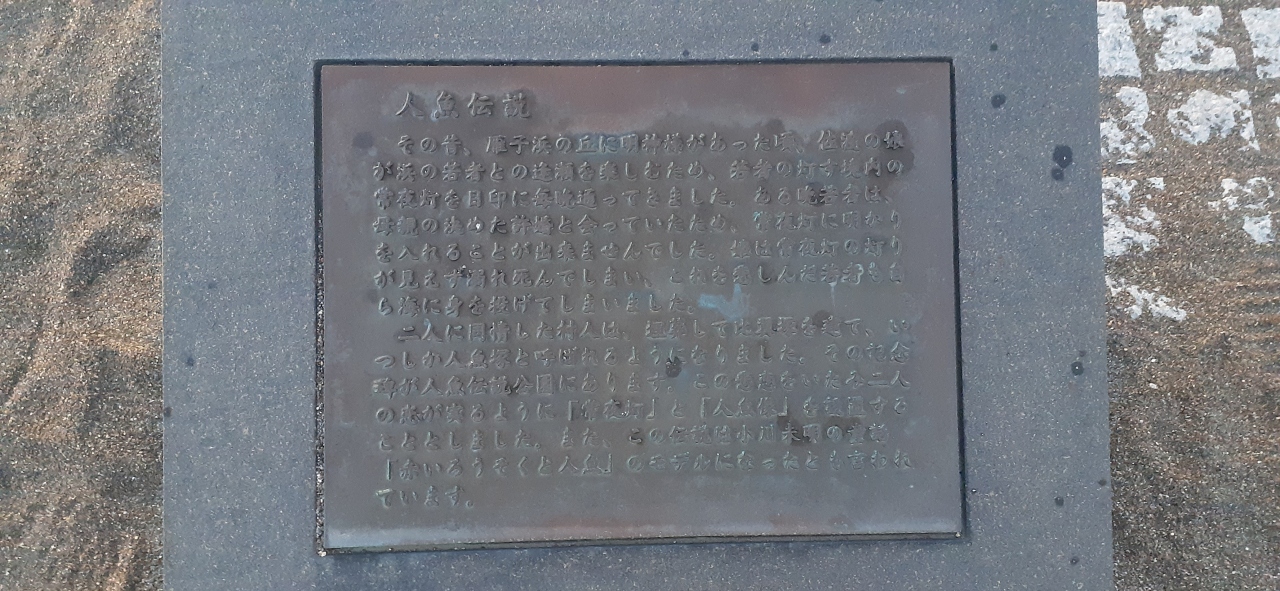 人魚伝説
その昔、雁子浜の丘に明神様があった頃、佐渡の娘
が浜の若者との逢瀬を楽しむため、若者の灯す境内の
常夜灯を目印に毎晩通ってきました。ある晩若者は、
母親の決めた許嫁と会っていたため、常夜灯に明かり
を入れることが出来ませんでした。娘は常夜灯の灯り
が見えず溺れ死んでしまい、これを悲しんだ若者も自
ら海に身を投げてしまいました。
二人に同情した村人は、埋葬して比翼塚を建て、い
つしか人魚塚と呼ばれるようになりました。その記念
碑が人魚伝説公園にあります。この
の恋が実るように「常夜灯」と「人魚像」を設置する
こととしました。また、この伝説は小川未明の童話
「赤いろうそくと人魚」のモデルになったとも言われ
ています。